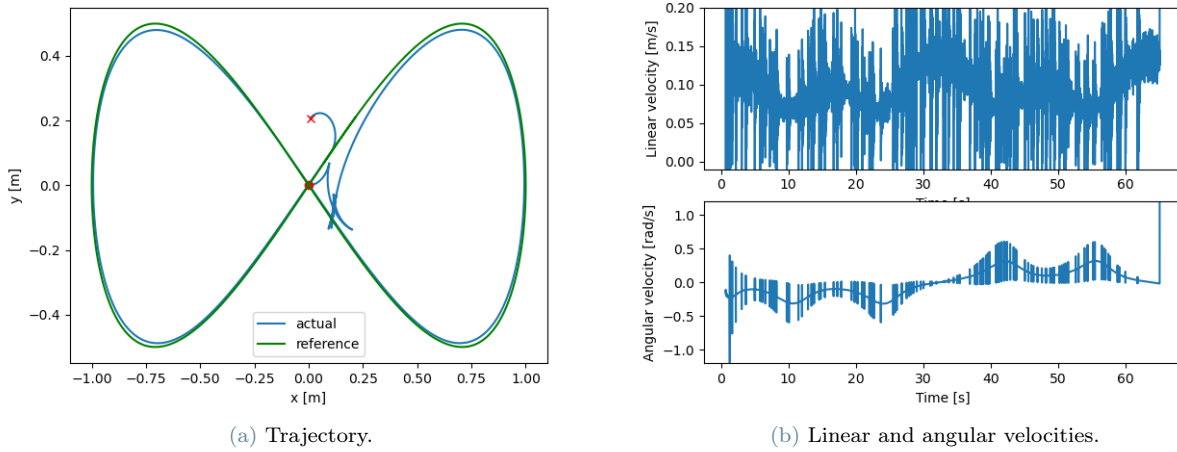 0.4
0.2
0.0
−0.2
−0.4
y [m]
actual
reference
−1.00 −0.75 −0.50 −0.25 0.00 0.25 0.50 0.75 1.00
x [m]
(a) Trajectory.
0.20
0.15
0.10
0.05
0.00
Linear velocity [m/s]
0 10 20 30 40 50 60
Time [s]
1.0
0.5
0.0
−0.5
−1.0
Angular velocity [rad/s]
0 10 20 30 40 50 60
Time [s]
(b) Linear and angular velocities.